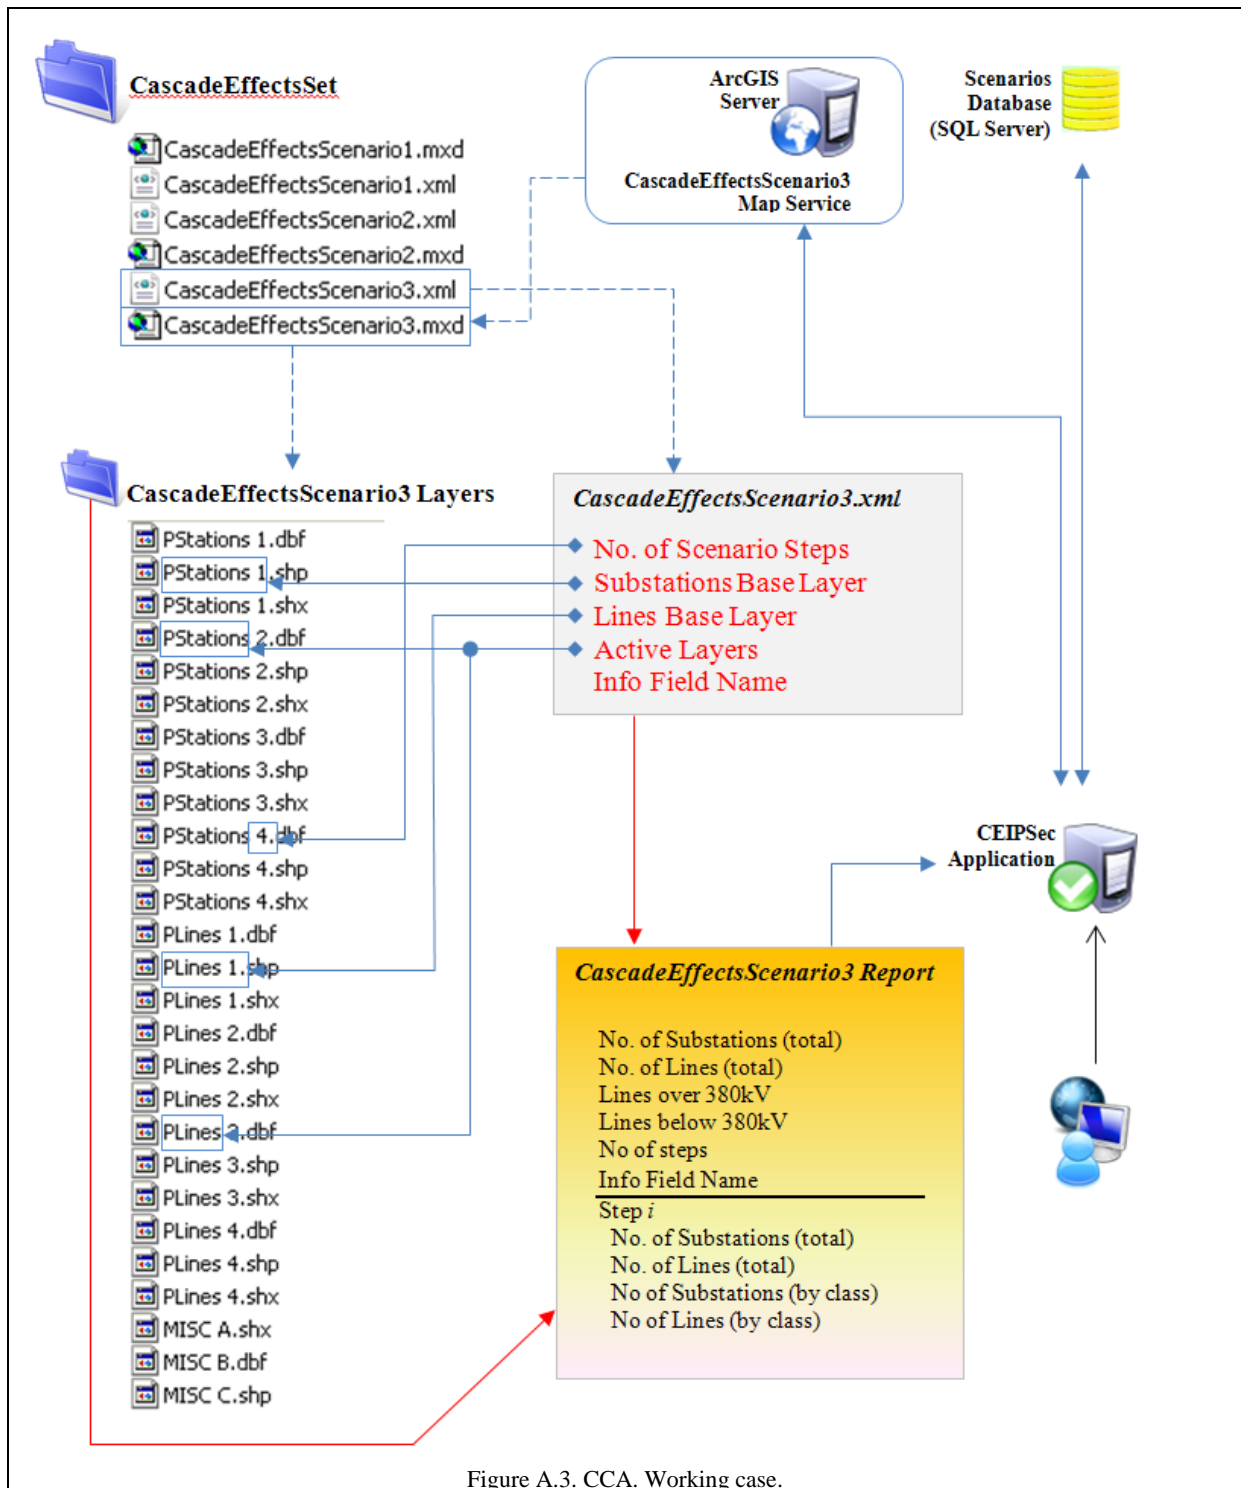 CascadeEffectsSet
CascadeEffectsScenario1.mxd
CascadeEffectsScenario1.xml
CascadeEffectsScenario2.xml
CascadeEffectsScenario2.mxd
CascadeEffectsScenario3.xml
CascadeEffectsScenario3.mxd
ArcGIS
Server
CascadeEffectsScenario3
Map Service
Scenarios
Database
(SQL Server)
CascadeEffectsScenario3 Layers
PStations 1.dbf
PStations 1.shp
PStations 1.shx
PStations 2.dbf
PStations 2.shp
PStations 2.shx
PStations 3.dbf
PStations 3.shp
PStations 3.shx
PStations 4.dbf
PStations 4.shp
PStations 4.shx
PLines 1.dbf
PLines 1.shp
PLines 1.shx
PLines 2.dbf
PLines 2.shp
PLines 2.shx
PLines 3.dbf
PLines 3.shp
PLines 3.shx
PLines 4.dbf
PLines 4.shp
PLines 4.shx
MISC A.shx
MISC B.dbf
MISC C.shp
CascadeEffectsScenario3.xml
No. of Scenario Steps
Substations Base Layer
Lines Base Layer
Active Layers
Info Field Name
CEIPSec
Application
CascadeEffectsScenario3 Report
No. of Substations (total)
No. of Lines (total)
Lines over 380kV
Lines below 380kV
No of steps
Info Field Name
Step i
No. of Substations (total)
No. of Lines (total)
No of Substations (by class)
No of Lines (by class)
Figure A.3. CCA. Working case.